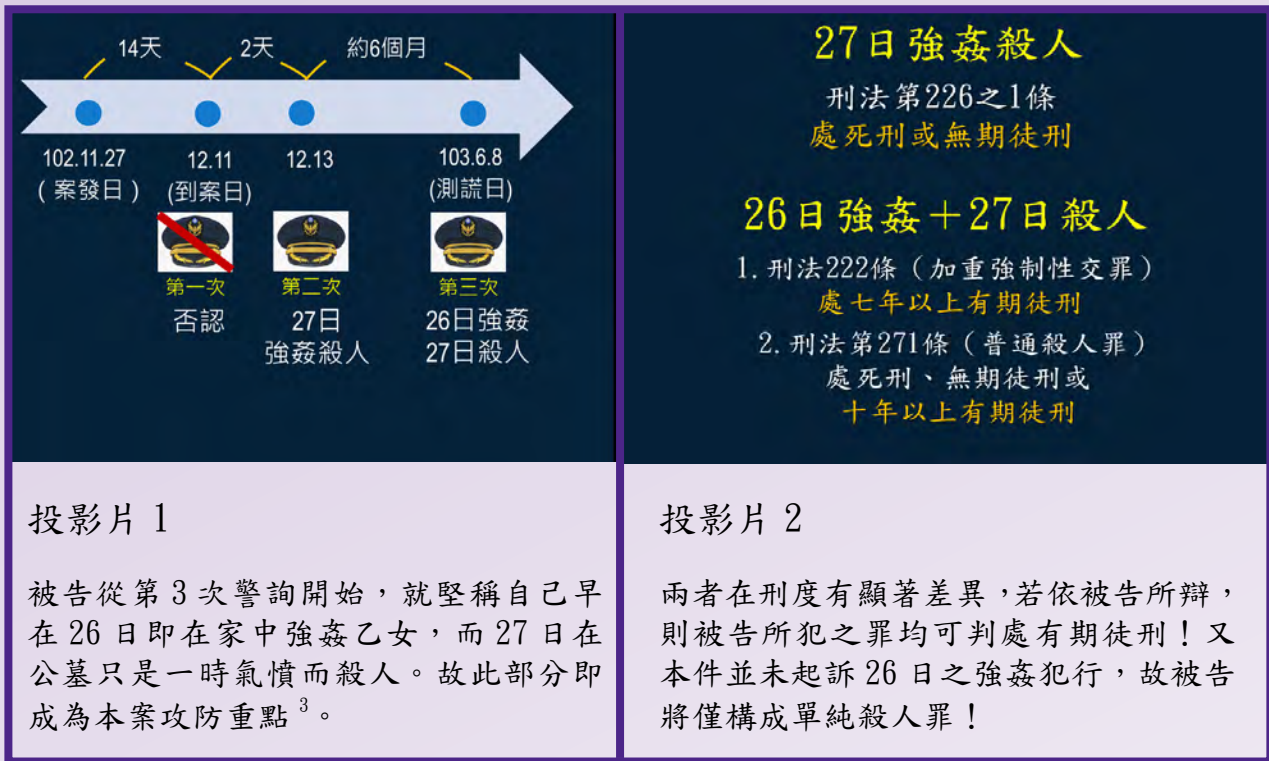 14天
2天
約6個月
102.11.27
(案發日)
12.11
(到案日)
12.13
103.6.8
(測謊日)
第一次
第二次
第三次
否認
27日
強姦殺人
26日強姦
27日殺人
27日強姦殺人
刑法第226之1條
處死刑或無期徒刑
26日強姦＋27日殺人
1.刑法222條（加重強制性交罪）
處七年以上有期徒刑
2.刑法第271條（普通殺人罪）
處死刑、無期徒刑或
十年以上有期徒刑
投影片 1
被告從第 3 次警詢開始，就堅稱自己早
在 26 日即在家中強姦乙女，而 27 日在
公墓只是一時氣憤而殺人。故此部分即
成為本案攻防重點 3。
投影片 2
兩者在刑度有顯著差異，若依被告所辯，
則被告所犯之罪均可判處有期徒刑！又
本件並未起訴 26 日之強姦犯行，故被告
將僅構成單純殺人罪！